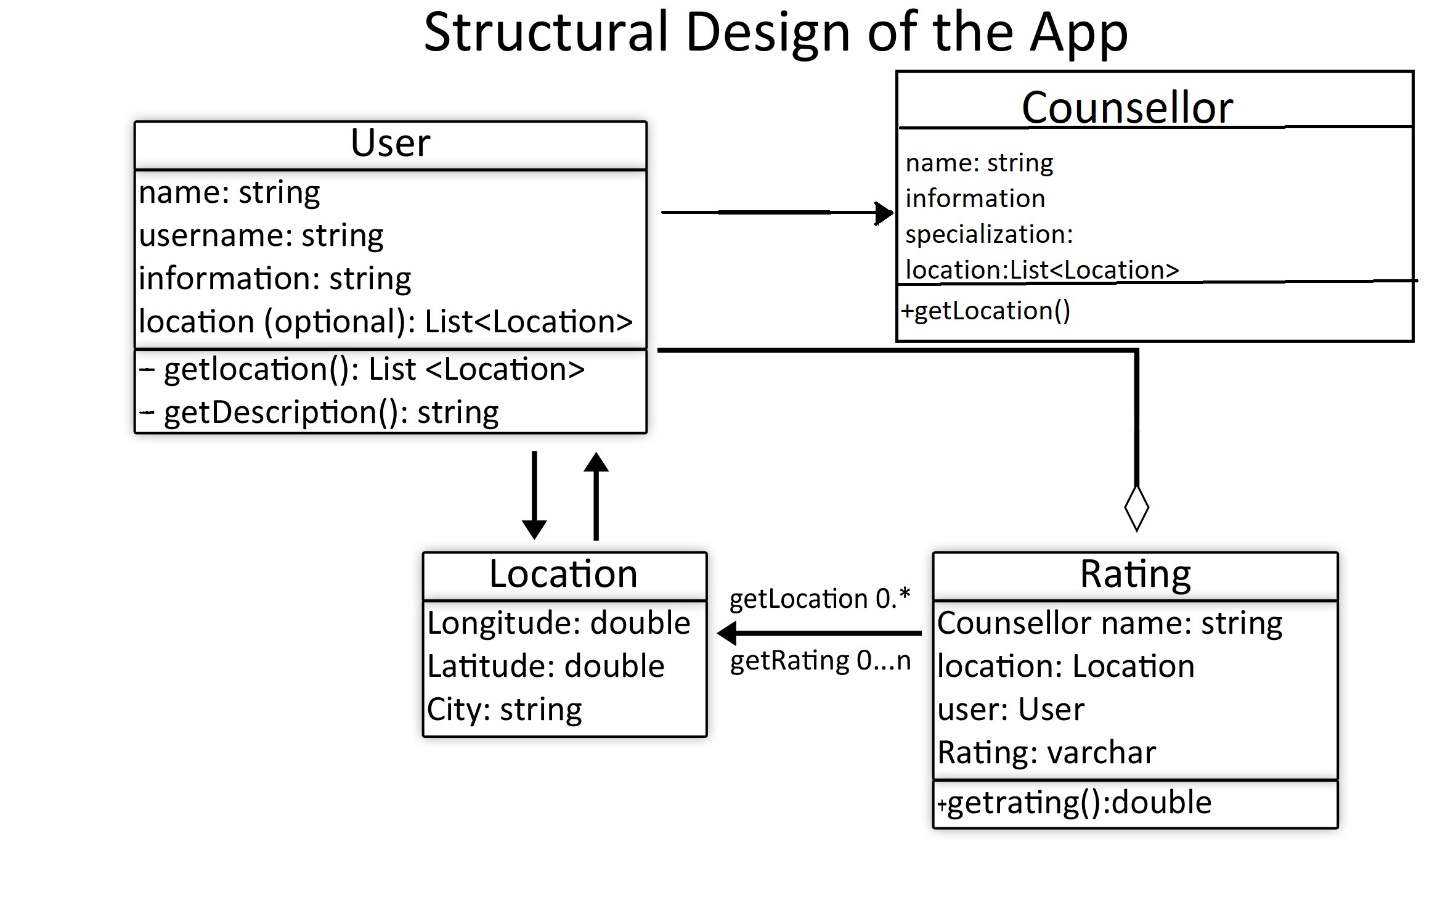 Structural Design of the App
User
name: string
username: string
information: string
location (optional): List<Location>
– getlocation(): List <Location>
– getDescription(): string
Counsellor
name: string
information
specialization:
location:List<Location>
+getLocation()
Location
Longitude: double
Latitude: double
City: string
getLocation 0.*
getRating 0...n
Rating
Counsellor name: string
location: Location
user: User
Rating: varchar
+getrating():double